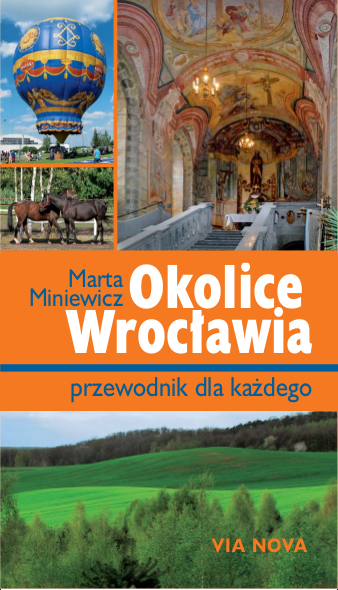 Marta
Miniewicz
Okolice
Wrocławia
przewodnik dla każdego
VIA NOVA